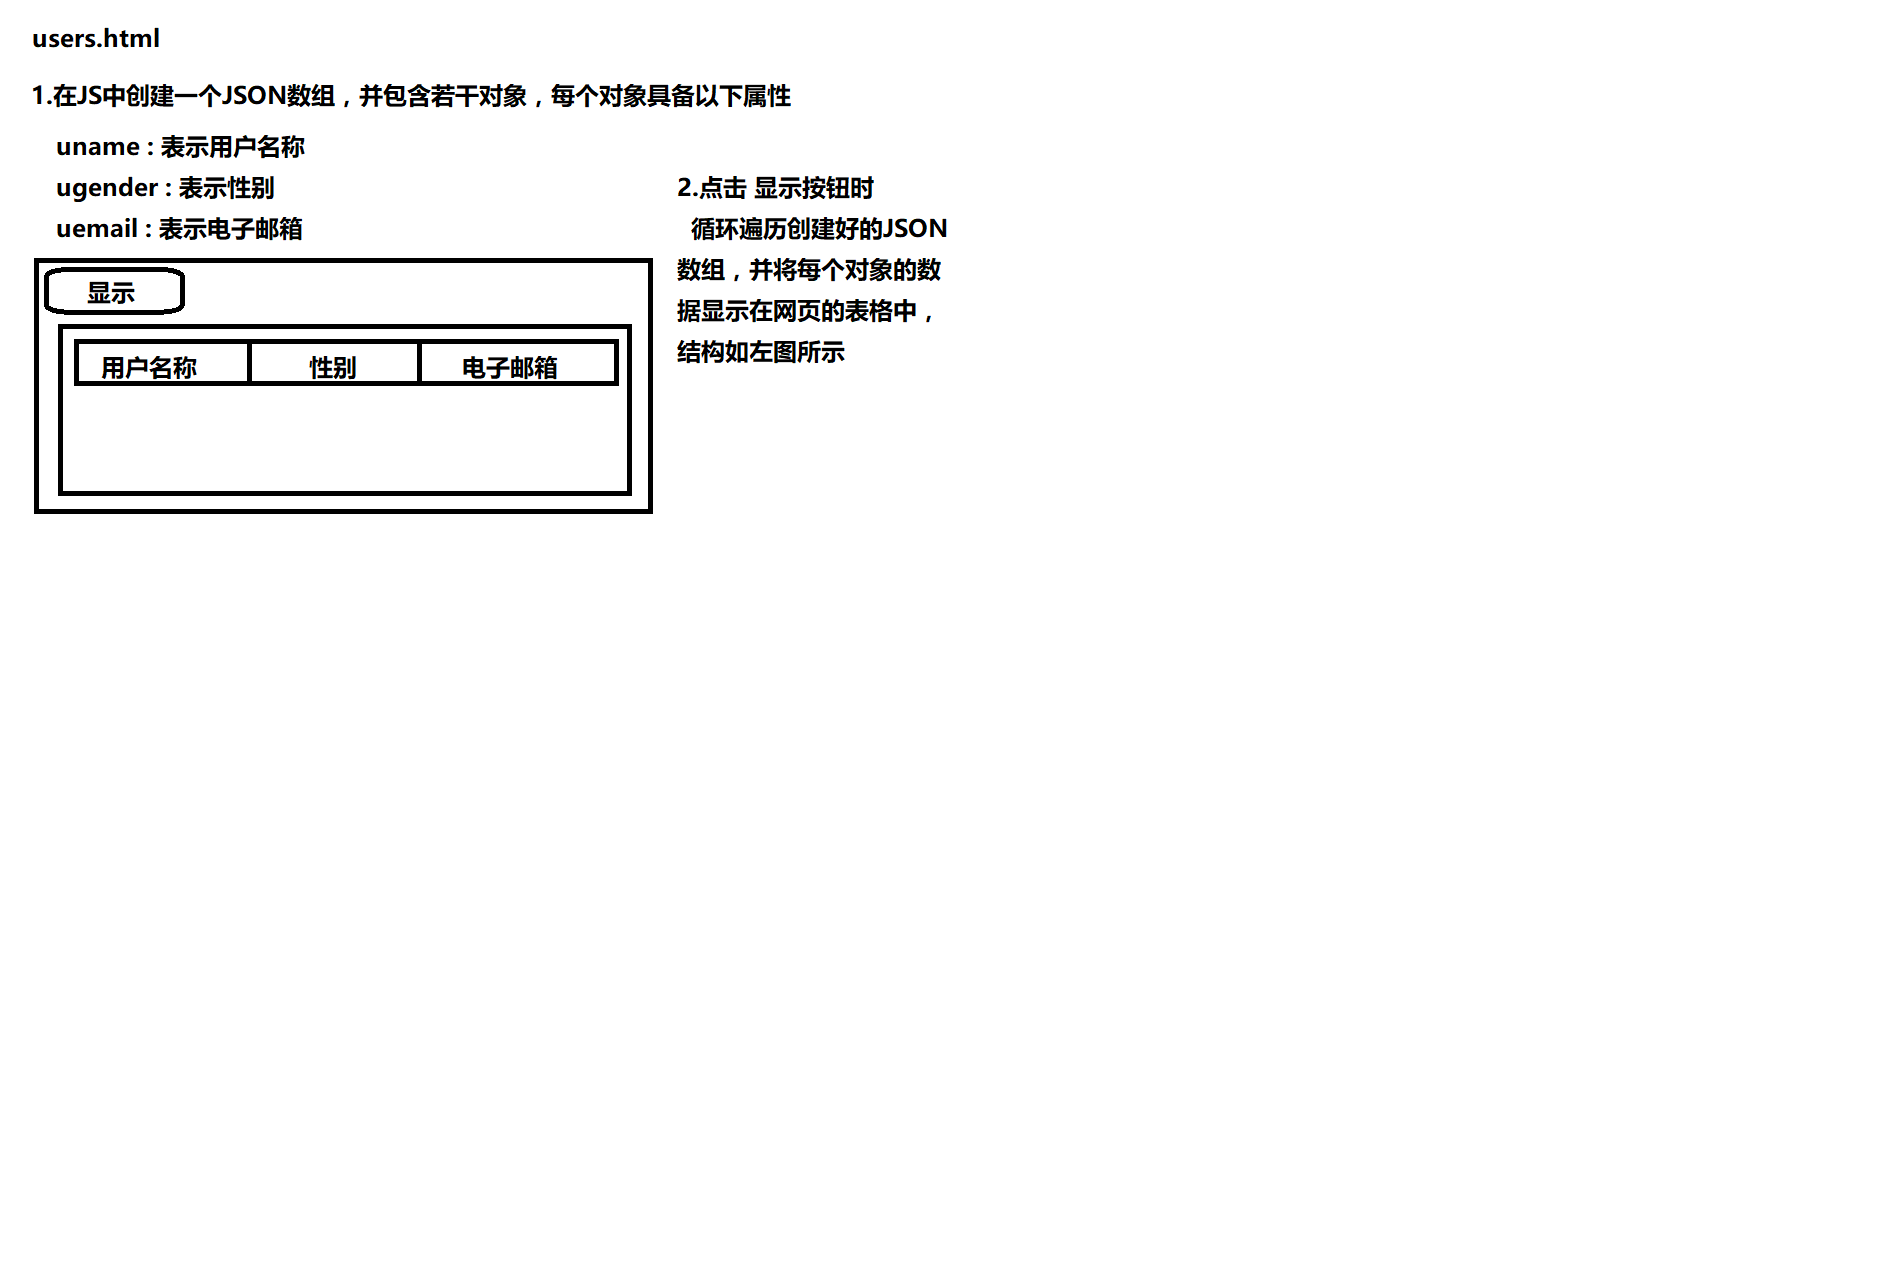 users.html
1.在JS中创建一个JSON数组，并包含若干对象，每个对象具备以下属性
uname : 表示用户名称
ugender : 表示性别
uemail : 表示电子邮箱
2.点击 显示按钮时
循环遍历创建好的JSON
数组，并将每个对象的数
据显示在网页的表格中，
结构如左图所示
显示
用户名称
性别
电子邮箱